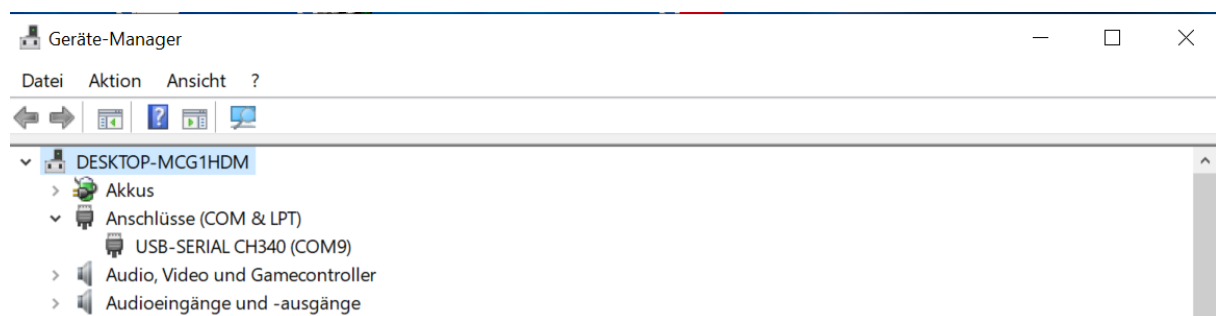 Geräte-Manager
Datei Aktion Ansicht ?
DESKTOP-MCG1HDM
Akkus
Anschlüsse (COM & LPT)
USB-SERIAL CH340 (COM9)
Audio, Video und Gamecontroller
Audioeingänge und -ausgänge